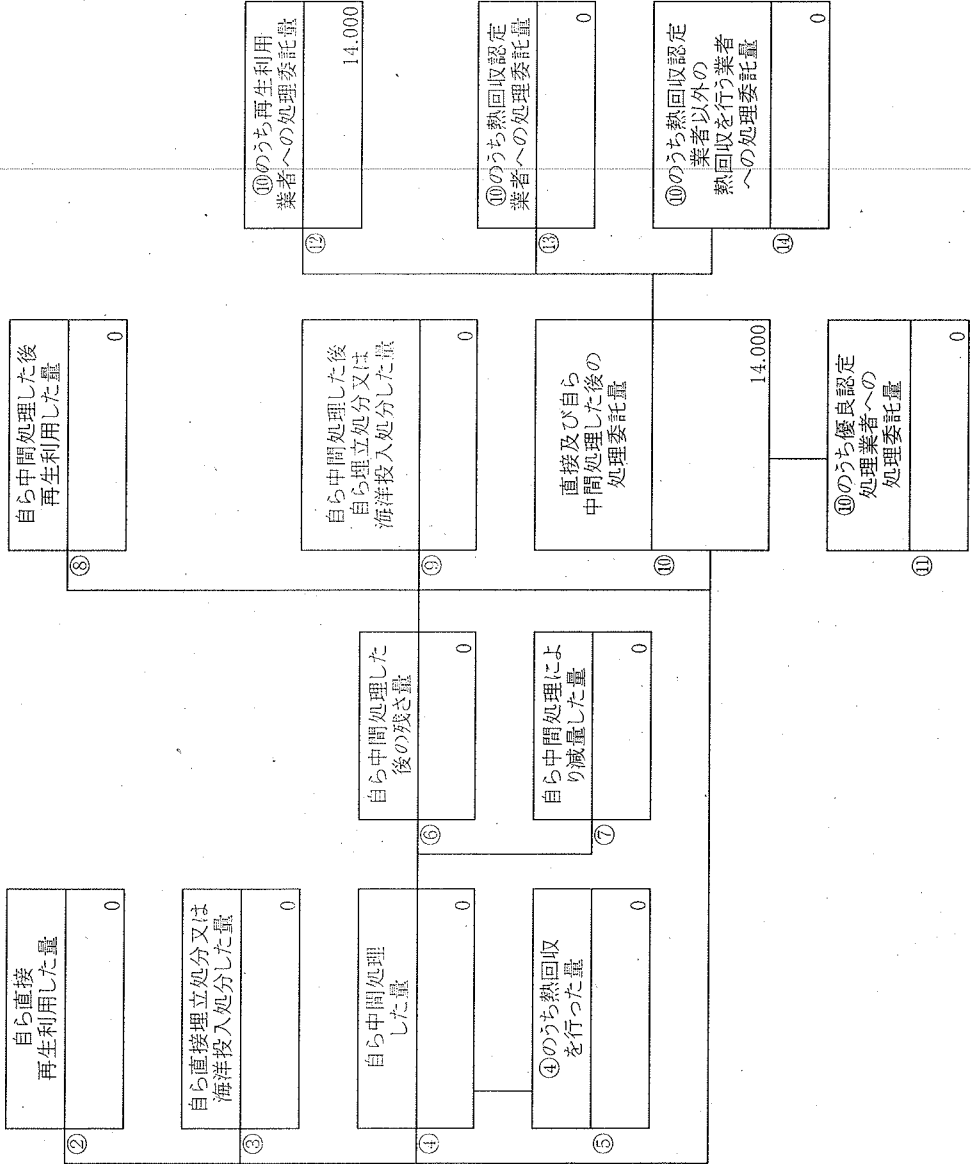 ②
自ら直接
再生利用した量
0
③
自ら直接埋立処分又は
海洋投入処分した量
0
④
自ら中間処理
した量
0
⑤
④のうち熱回収
を行った量
0
⑥
自ら中間処理した
後の残さ量
0
⑦
自ら中間処理によ
り減量した量
0
⑧
自ら中間処理した後
再生利用した量
0
⑨
自ら中間処理した後
自ら埋立処分又は
海洋投入処分した量
0
⑩
直接及び自ら
中間処理した後の
処理委託量
14.000
⑪
⑩のうち優良認定
処理業者への
処理委託量
0
⑫
⑩のうち再生利用
業者への処理委託量
14.000
⑬
⑩のうち熱回収認定
業者への処理委託量
0
⑭
⑩のうち熱回収認定
業者以外の
熱回収を行う業者
への処理委託量
0